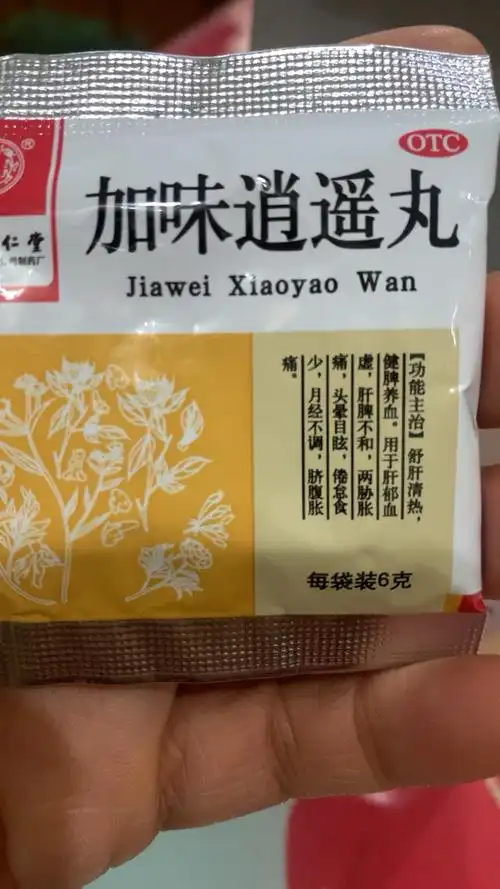 OTC
®
仁堂
加味逍遥丸
Jiawei Xiaoyao Wan
【功能主治】舒肝清热，
健脾养血。用于肝郁血
虚，肝脾不和，两胁胀
痛，头晕目眩，倦怠食
少，月经不调，脐腹胀
痛。
每袋装6克